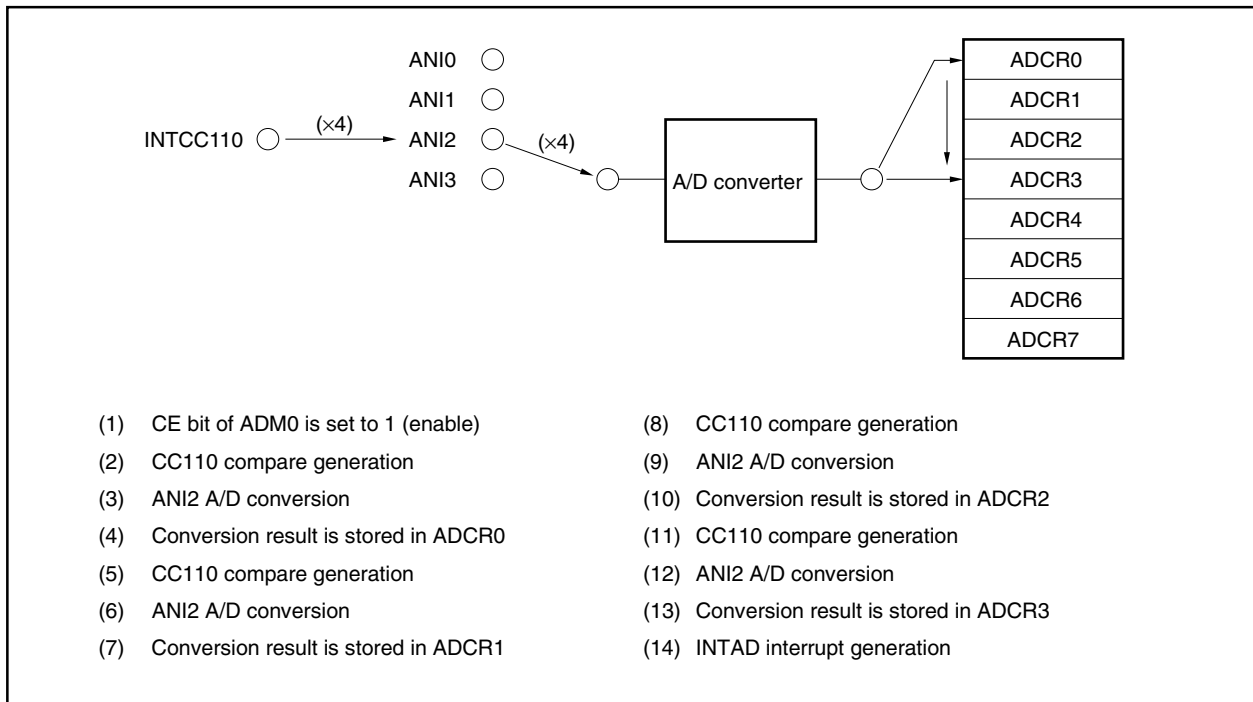 ANI0
ANI1
INTCC110 (×4) ANI2 (×4)
ANI3
A/D converter
ADCR0
ADCR1
ADCR2
ADCR3
ADCR4
ADCR5
ADCR6
ADCR7
(1) CE bit of ADM0 is set to 1 (enable)
(2) CC110 compare generation
(3) ANI2 A/D conversion
(4) Conversion result is stored in ADCR0
(5) CC110 compare generation
(6) ANI2 A/D conversion
(7) Conversion result is stored in ADCR1
(8) CC110 compare generation
(9) ANI2 A/D conversion
(10) Conversion result is stored in ADCR2
(11) CC110 compare generation
(12) ANI2 A/D conversion
(13) Conversion result is stored in ADCR3
(14) INTAD interrupt generation